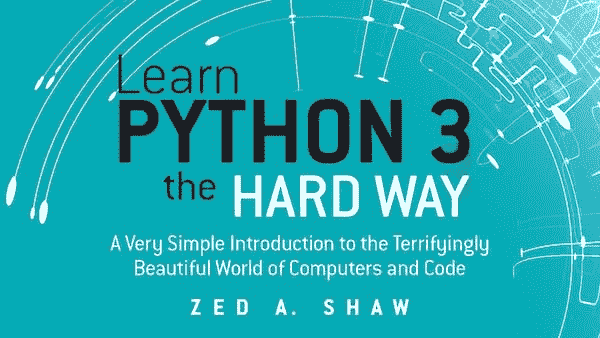 Learn
PYTHON 3
the HARD WAY
A Very Simple Introduction to the Terrifyingly
Beautiful World of Computers and Code
ZED A. SHAW